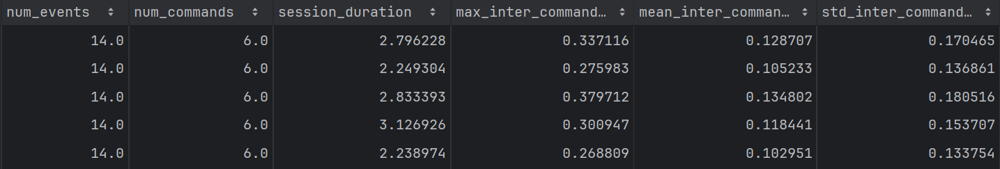 num_events num_commands session_duration max_inter_command… mean_inter_comman… std_inter_command…
14.0 6.0 2.796228 0.337116 0.128707 0.170465
14.0 6.0 2.249304 0.275983 0.105233 0.136861
14.0 6.0 2.833393 0.379712 0.134802 0.180516
14.0 6.0 3.126926 0.300947 0.118441 0.153707
14.0 6.0 2.238974 0.268809 0.102951 0.133754